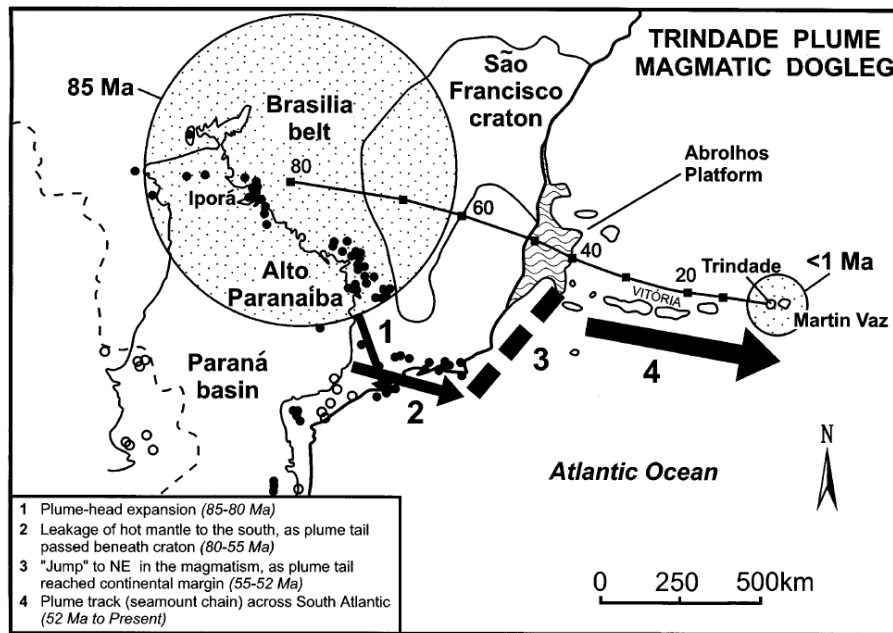 TRINDADE PLUME
MAGMATIC DOGLEG
85 Ma
Brasilia
belt
São
Francisco
craton
Abrolhos
Platform
80
Iporá
60
40
20
Trindade
<1 Ma
Alto
Paranaíba
VITÓRIA
Martin Vaz
1
Paraná
basin
2
3
4
N
Atlantic Ocean
1 Plume-head expansion (85-80 Ma)
2 Leakage of hot mantle to the south, as plume tail
passed beneath craton (80-55 Ma)
3 "Jump" to NE in the magmatism, as plume tail
reached continental margin (55-52 Ma)
4 Plume track (seamount chain) across South Atlantic
(52 Ma to Present)
0 250 500km